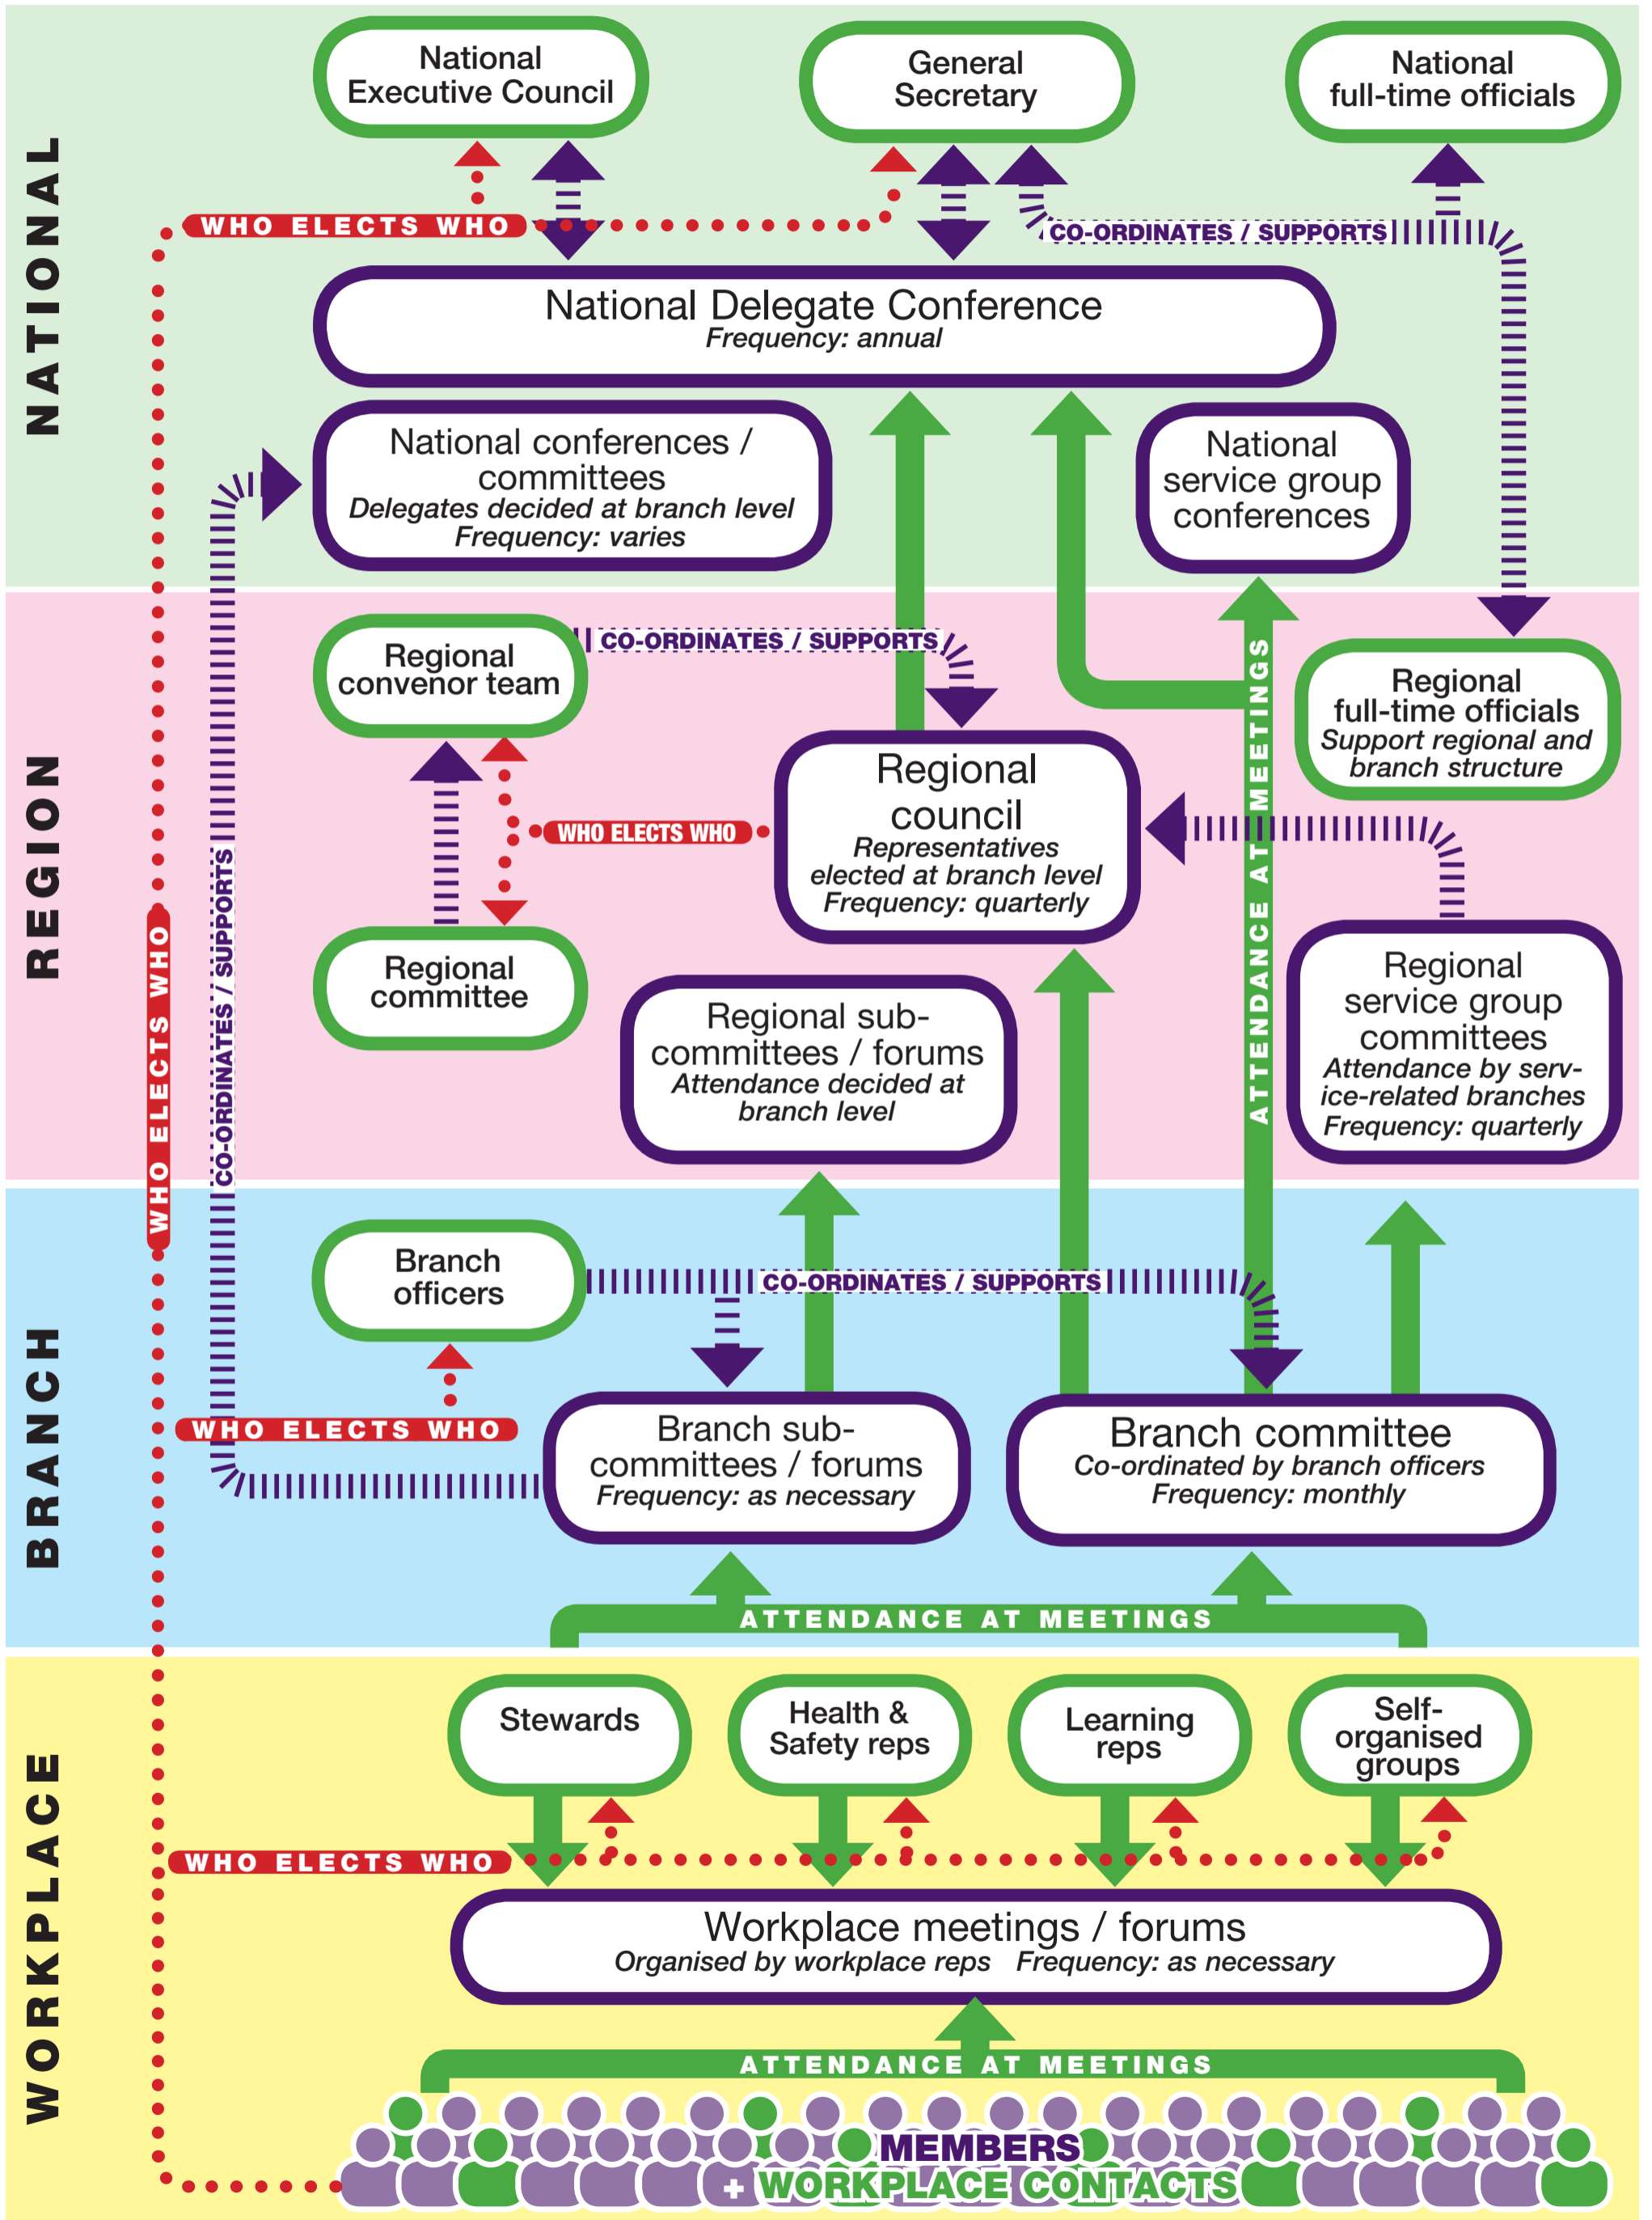 NATIONAL
National
Executive Council
General
Secretary
National
full-time officials
WHO ELECTS WHO
CO-ORDINATES / SUPPORTS
National Delegate Conference
Frequency: annual
National conferences /
committees
Delegates decided at branch level
Frequency: varies
National
service group
conferences
REGION
Regional
convenor team
CO-ORDINATES / SUPPORTS
Regional
full-time officials
Support regional and
branch structure
Regional
council
Representatives
elected at branch level
Frequency: quarterly
WHO ELECTS WHO
ATTENDANCE AT MEETINGS
Regional
committee
Regional sub-
committees / forums
Attendance decided at
branch level
Regional
service group
committees
Attendance by serv-
ice-related branches
Frequency: quarterly
WHO ELECTS WHO
CO-ORDINATES / SUPPORTS
BRANCH
Branch
officers
CO-ORDINATES / SUPPORTS
WHO ELECTS WHO
Branch sub-
committees / forums
Frequency: as necessary
Branch committee
Co-ordinated by branch officers
Frequency: monthly
ATTENDANCE AT MEETINGS
WORKPLACE
Stewards
Health &
Safety reps
Learning
reps
Self-
organised
groups
WHO ELECTS WHO
Workplace meetings / forums
Organised by workplace reps Frequency: as necessary
ATTENDANCE AT MEETINGS
MEMBERS
+ WORKPLACE CONTACTS